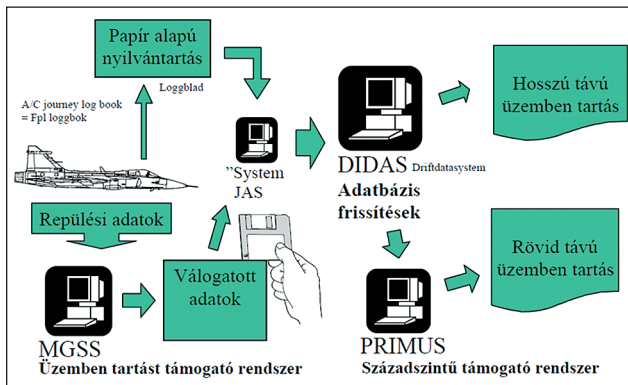 Papír alapú
nyilvántartás
Loggblad
A/C journey log book
= Fpl loggbok
Repülési adatok
MGSS
Üzemben tartást támogató rendszer
Válogatott
adatok
"System
JAS
DIDAS Driftdatasystem
Adatbázis
frissítések
Hosszú távú
üzemben tartás
Rövid távú
üzemben tartás
PRIMUS
Századszintű támogató rendszer